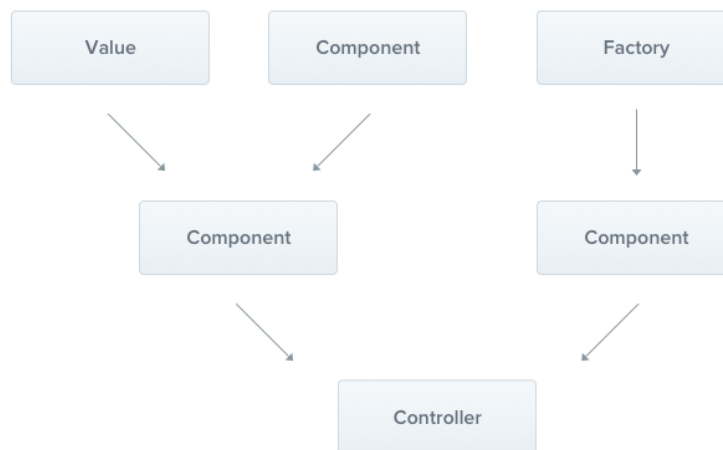 Value
Component
Factory
Component
Component
Controller